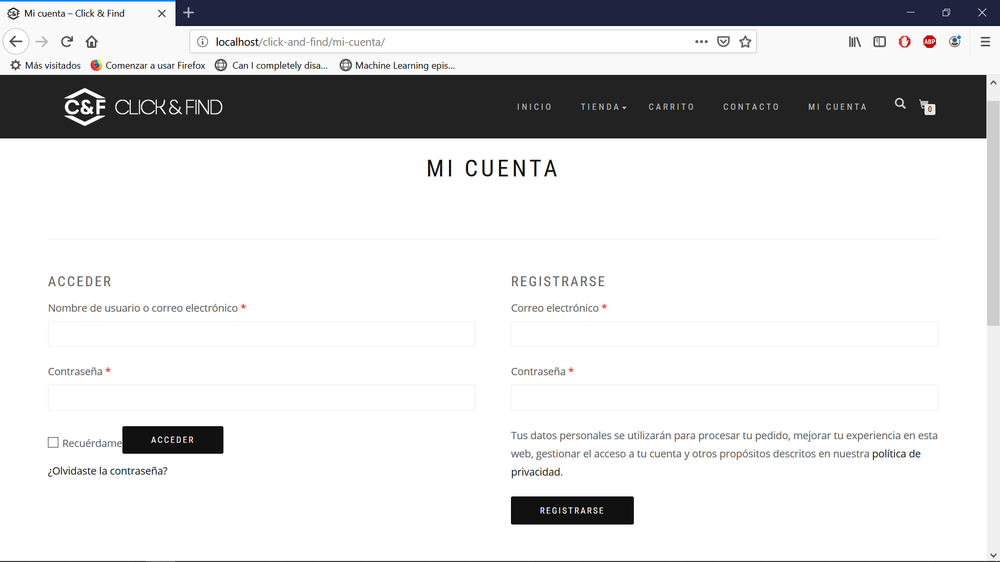 Mi cuenta – Click & Find
localhost/click-and-find/mi-cuenta/
ABP
Más visitados
Comenzar a usar Firefox
Can I completely disa...
Machine Learning epis...
C&F CLICK & FIND
INICIO
TIENDA
CARRITO
CONTACTO
MI CUENTA
0
MI CUENTA
ACCEDER
Nombre de usuario o correo electrónico *
Contraseña *
Recuérdame
ACCEDER
¿Olvidaste la contraseña?
REGISTRARSE
Correo electrónico *
Contraseña *
Tus datos personales se utilizarán para procesar tu pedido, mejorar tu experiencia en esta
web, gestionar el acceso a tu cuenta y otros propósitos descritos en nuestra política de
privacidad.
REGISTRARSE